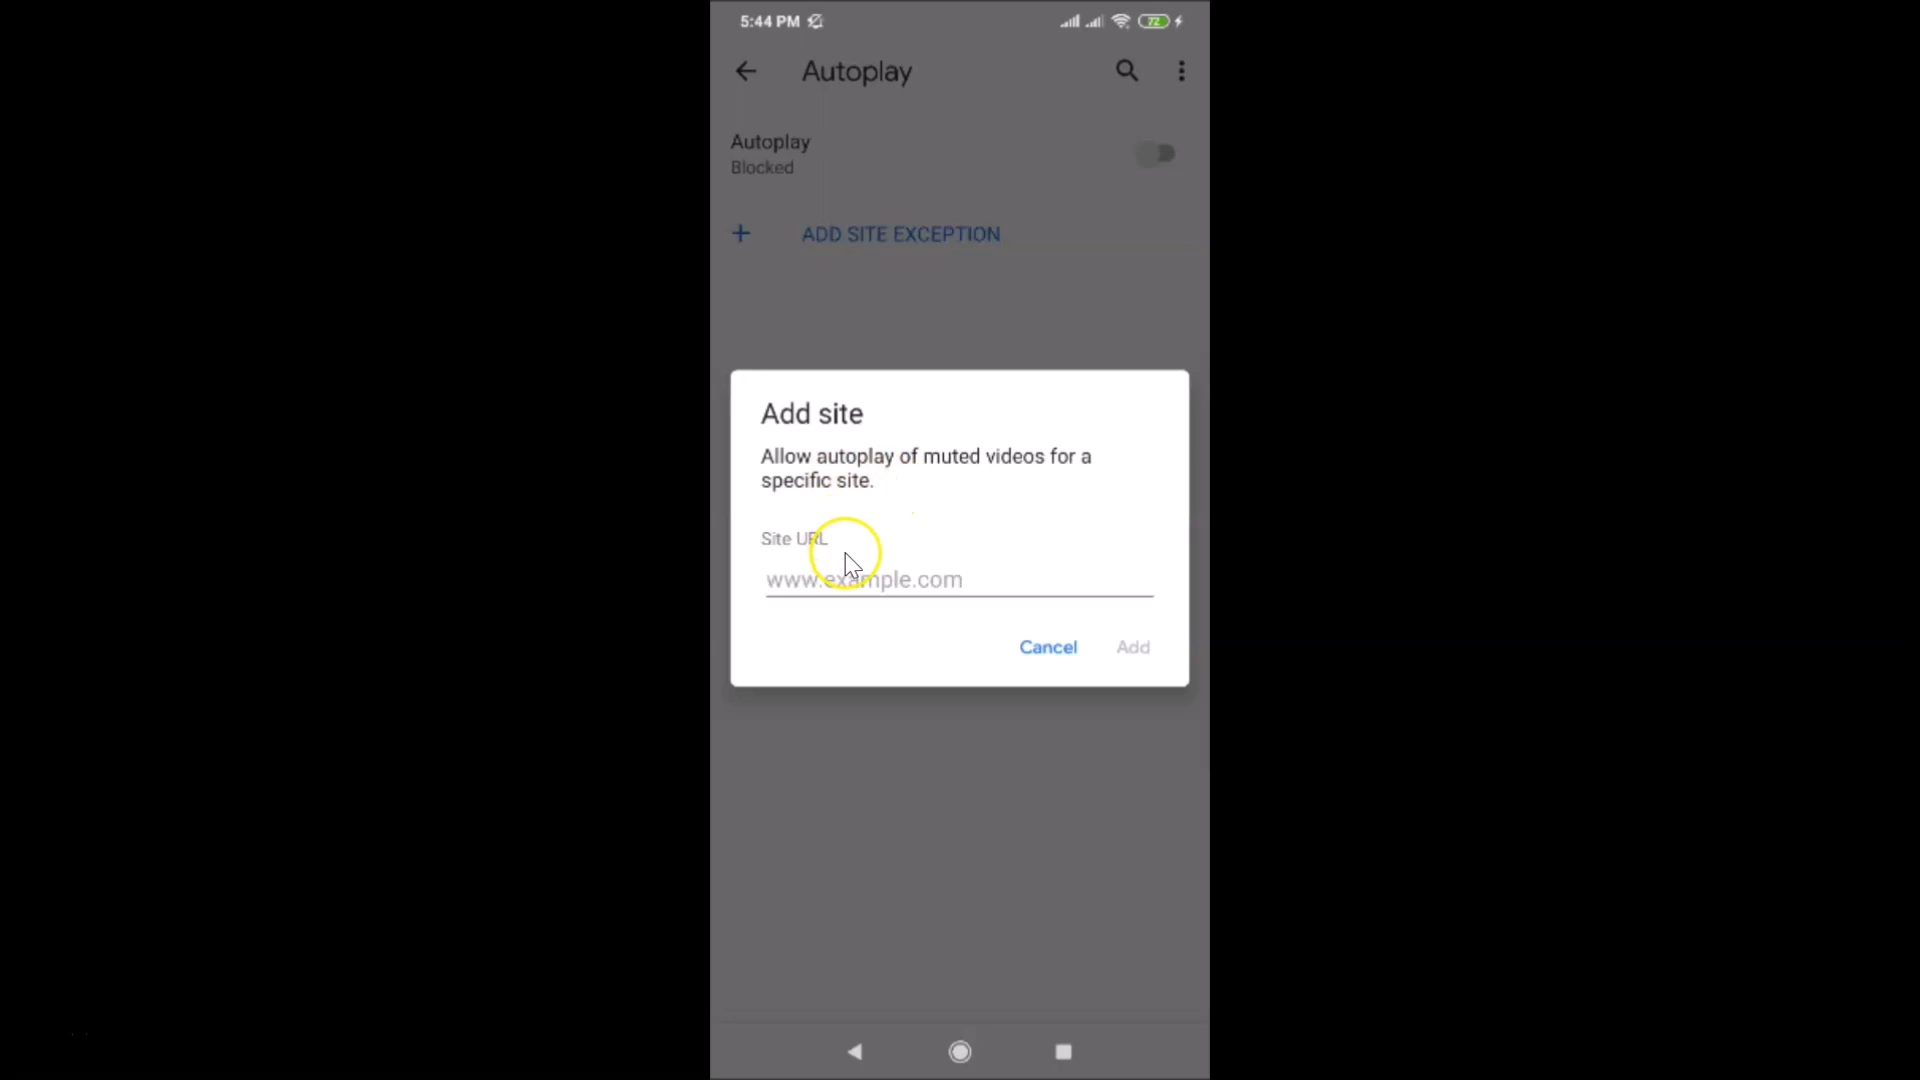 5:44 PM
72
Autoplay
Autoplay
Blocked
+ ADD SITE EXCEPTION
Add site
Allow autoplay of muted videos for a
specific site.
Site URL
www.example.com
Cancel Add